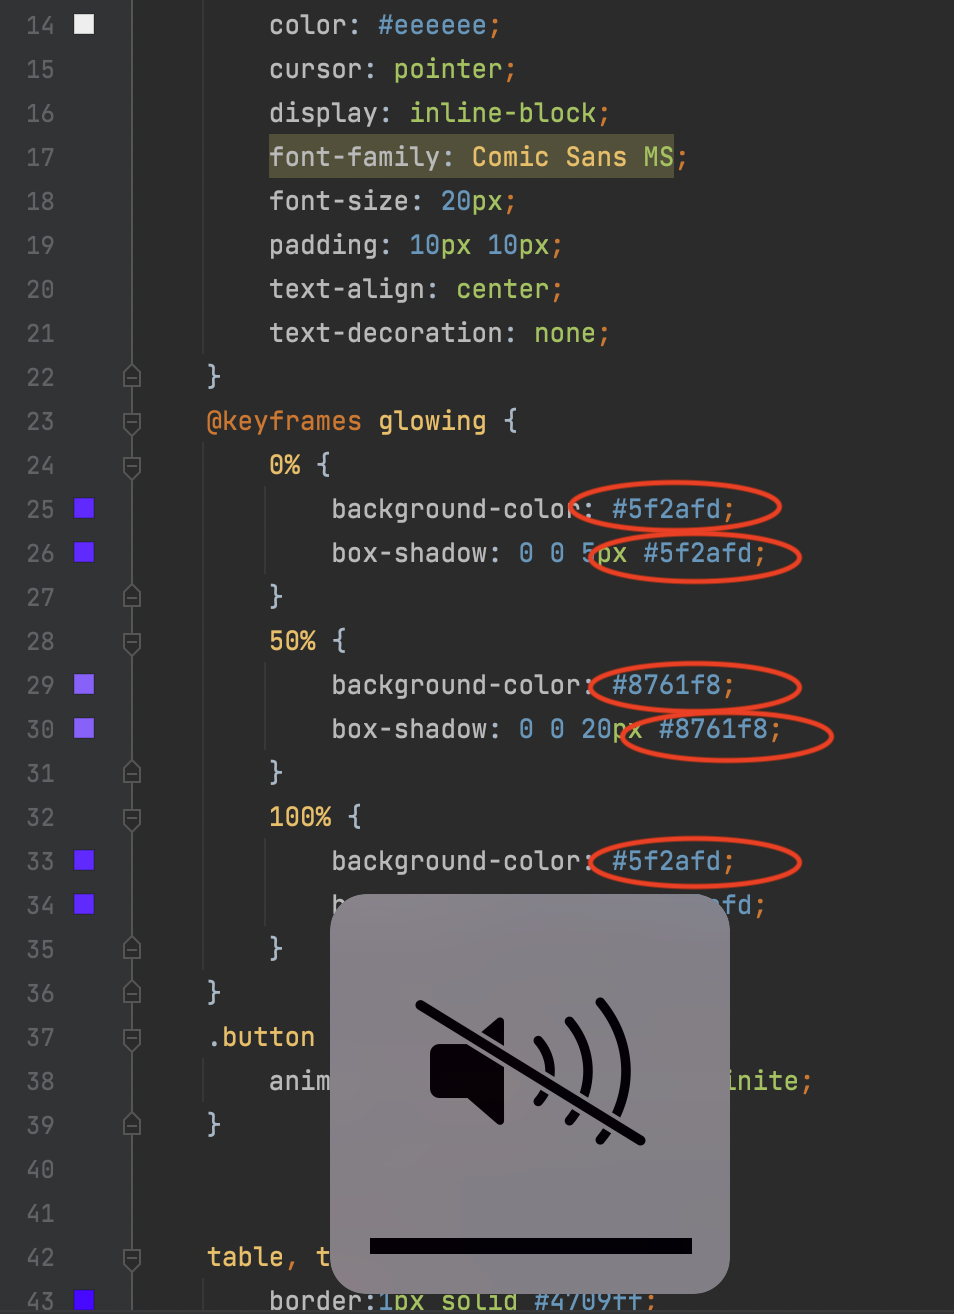 14 color: #eeeeee;
15 cursor: pointer;
16 display: inline-block;
17 font-family: Comic Sans MS;
18 font-size: 20px;
19 padding: 10px 10px;
20 text-align: center;
21 text-decoration: none;
22 }
23 @keyframes glowing {
24 0% {
25 background-color: #5f2afd;
26 box-shadow: 0 0 5px #5f2afd;
27 }
28 50% {
29 background-color: #8761f8;
30 box-shadow: 0 0 20px #8761f8;
31 }
32 100% {
33 background-color: #5f2afd;
34 afd;
35 }
36 }
37 .button
38 anim inite;
39 }
40
41
42 table, t
43 border:1px solid #4709ff;